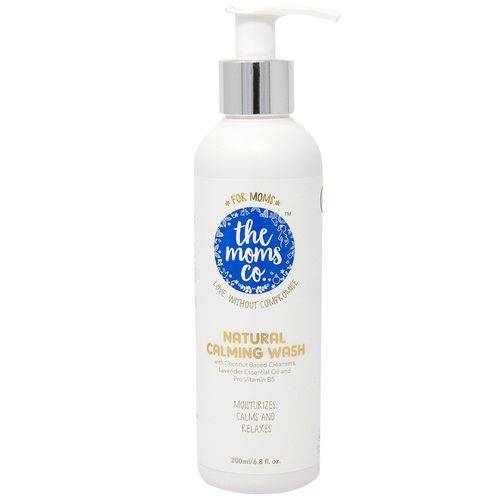 * FOR MOMS *
TM
the
moms
co.
LOVE. WITHOUT COMPROMISE
NATURAL
CALMING WASH
with Coconut Based Cleansers,
Lavender Essential Oil and
Pro Vitamin B5
MOISTURIZES,
CALMS AND
RELAXES
200ml/6.8 fl. oz.